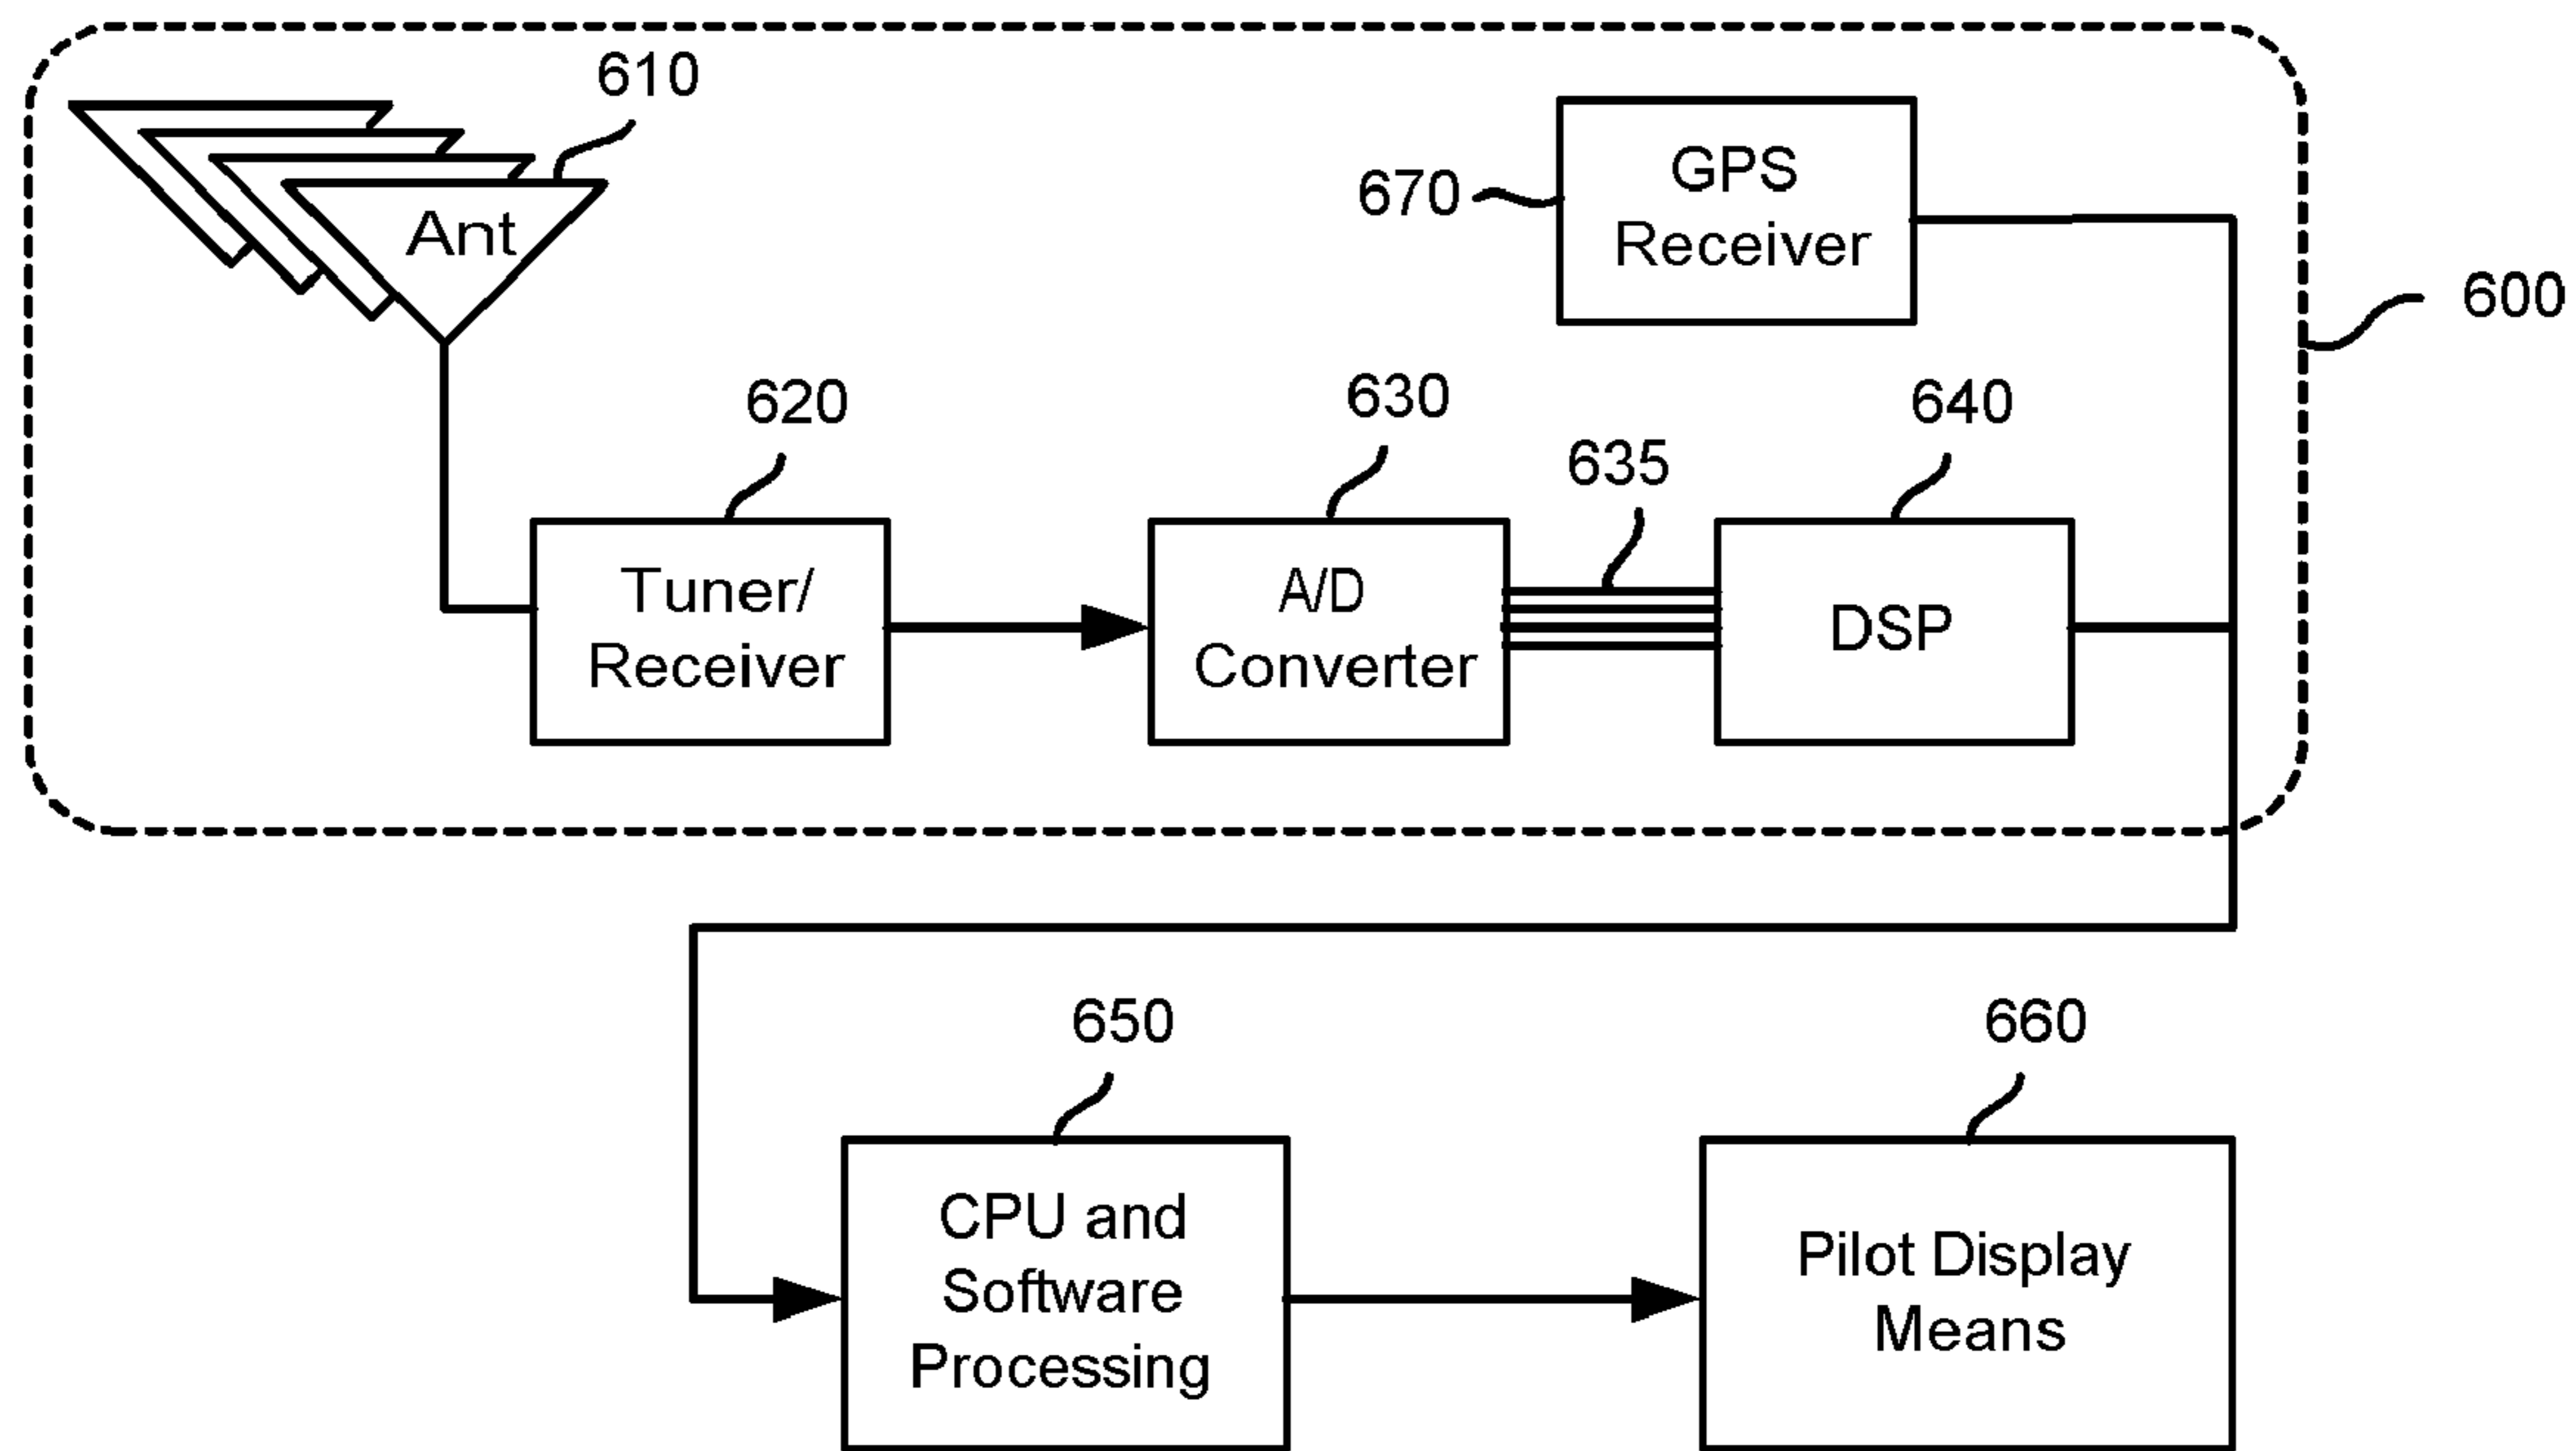 610
Ant
GPS
Receiver
670
600
620
630
635
640
Tuner/
Receiver
A/D
Converter
DSP
650
660
CPU and
Software
Processing
Pilot Display
Means